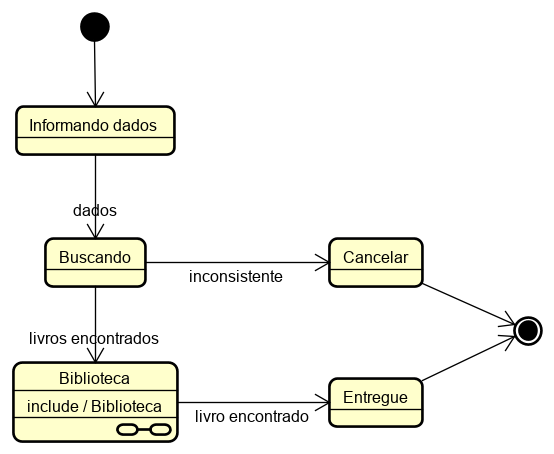 Informando dados
dados
Buscando
inconsistente
Cancelar
livros encontrados
Biblioteca
include / Biblioteca
livro encontrado
Entregue